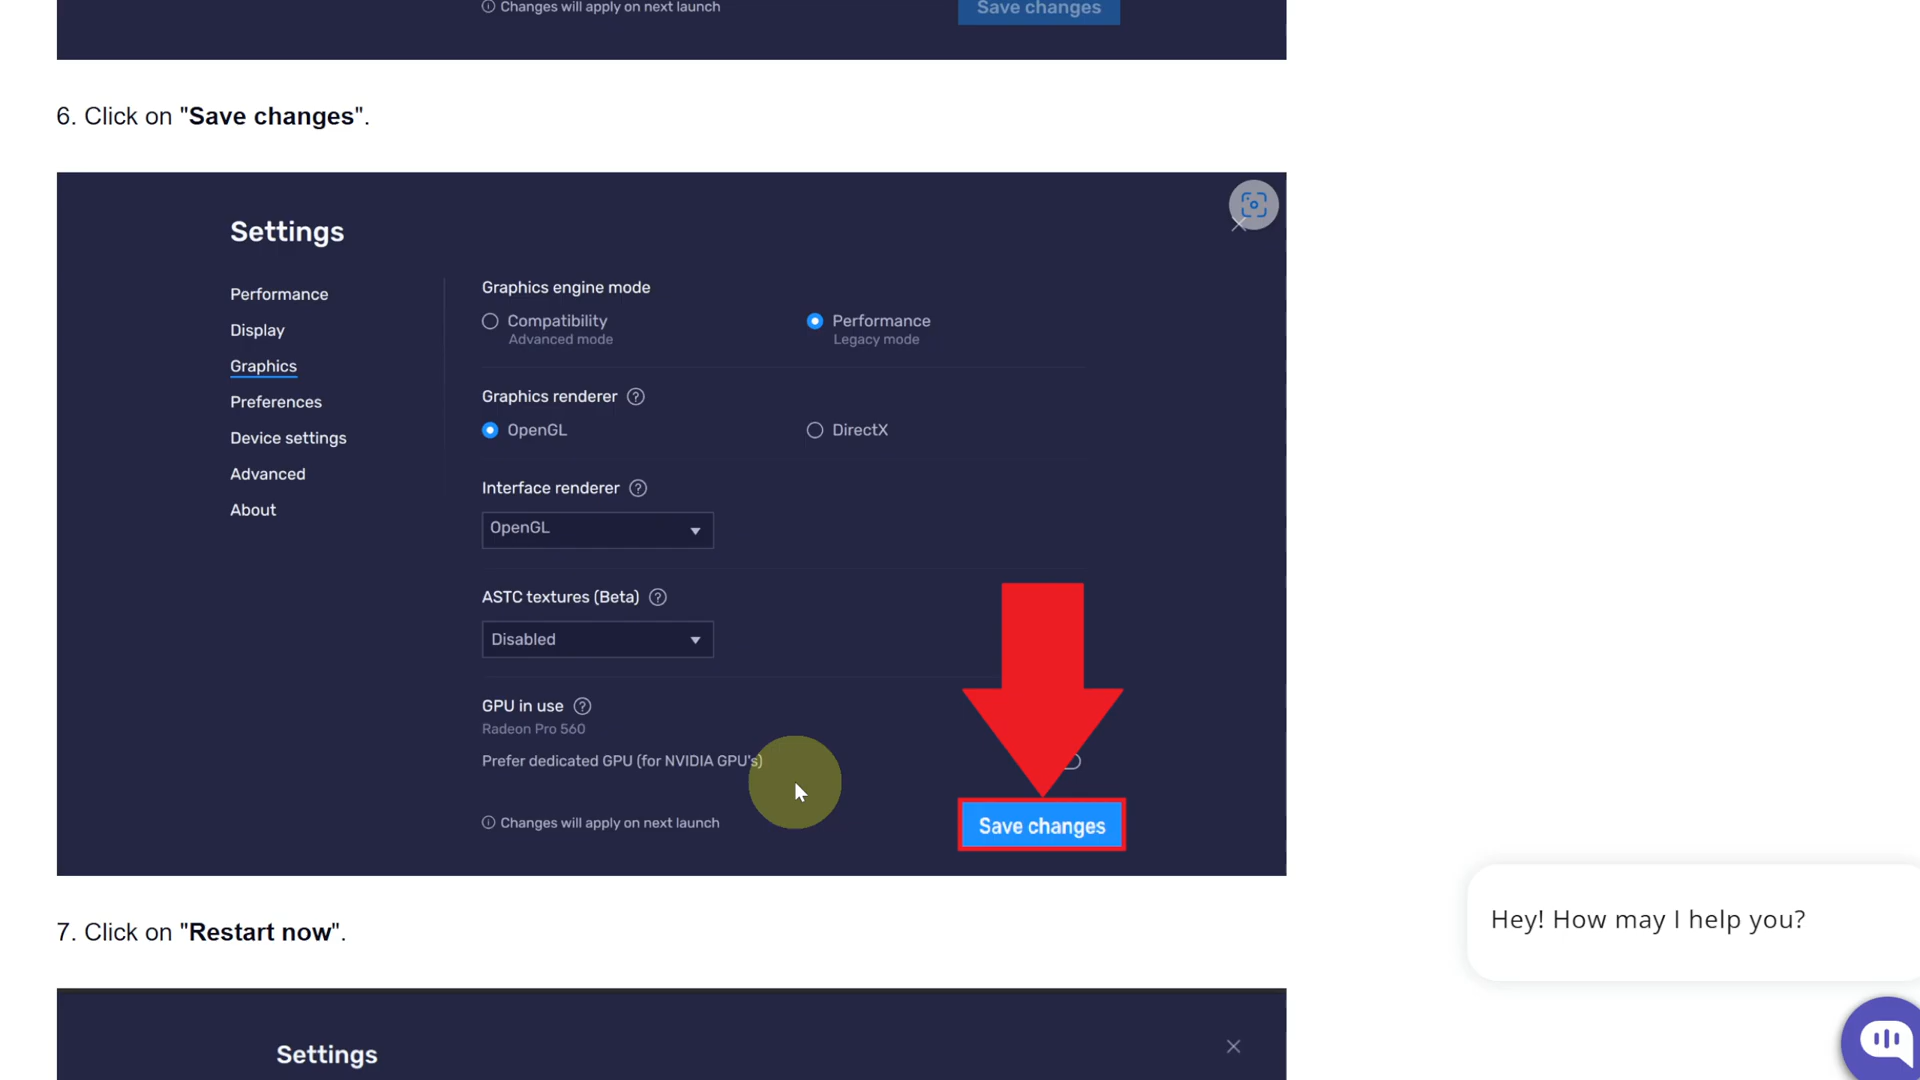 Changes will apply on next launch
Save changes
6. Click on "Save changes".
Settings
Performance
Display
Graphics
Preferences
Device settings
Advanced
About
Graphics engine mode
Compatibility
Advanced mode
Performance
Legacy mode
Graphics renderer ?
OpenGL
DirectX
Interface renderer ?
OpenGL
ASTC textures (Beta) ?
Disabled
GPU in use ?
Radeon Pro 560
Prefer dedicated GPU (for NVIDIA GPU's)
Changes will apply on next launch
Save changes
7. Click on "Restart now".
Settings
Hey! How may I help you?